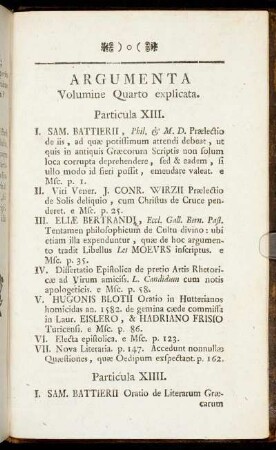 )o(
ARGUMENTA
Volumine Quarto explicata.
Particula XIII.
I. SAM. BATTIERII, Phil. & M. D. Prælectio
de iis, ad quæ potissimum attendi debeat, ut
quis in antiquis Græcorum Scriptis non solum
loca corrupta deprehendere, sed & eadem, si
ullo modo id fieri possit, emendare valeat. e
Msc. p. 1.
II. Viri Vener. J. CONR. WIRZII Prælectio
de Solis deliquio, cum Christus de Cruce pen-
deret. e Msc. p. 25.
III. ELIÆ BERTRANDI, Eccl. Gall. Bern. Past.
Tentamen philosophicum de Cultu divino: ubi
etiam illa expenduntur, quæ de hoc argumen-
to tradit Libellus Les MOEURS inscriptus. e
Msc. p. 35.
IV. Dissertatio Epistolica de pretio Artis Rhetori-
cæ ad Virum amiciss. L. Candidum cum notis
apologeticis. e Msc. p. 58.
V. HUGONIS BLOTII Oratio in Hutterianos
homicidas an. 1582. de gemina cæde commissa
in Laur. EISLERO, & HADRIANO FRISIO
Turicensi. e Msc. p. 86.
VI. Electa epistolica. e Msc. p. 123.
VII. Nova Literaria. p. 147. Accedunt nonnullæ
Quæstiones, quæ Oedipum exspectant. p. 162.
Particula XIIII.
I. SAM. BATTIERII Oratio de Literarum Græ-
carum